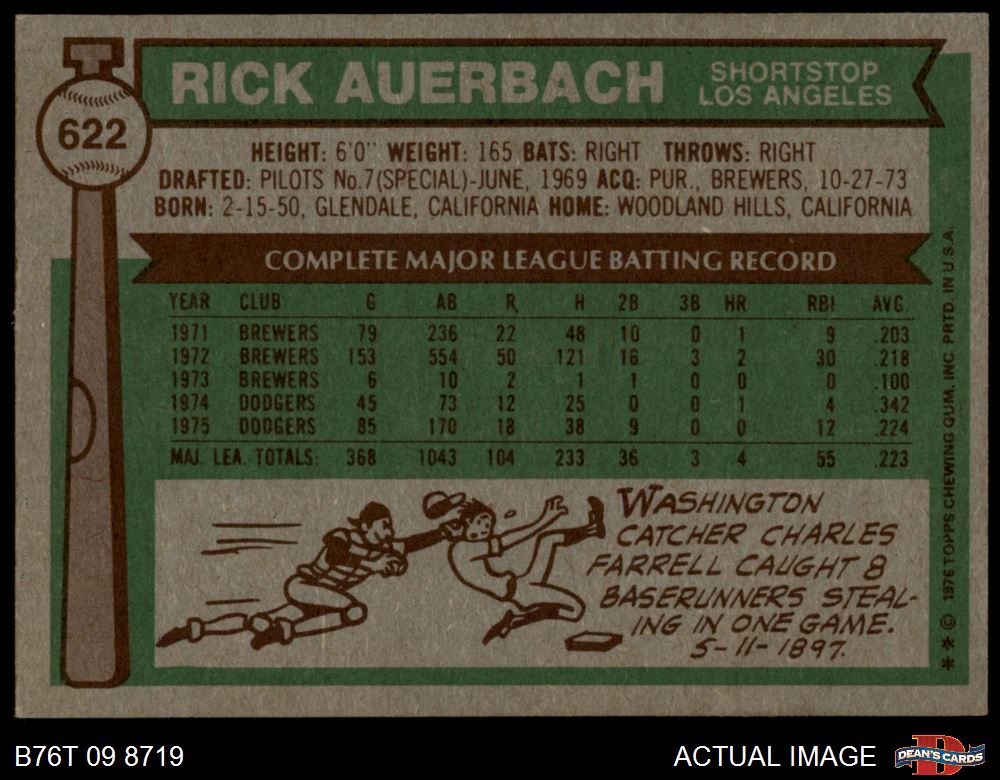 RICK AUERBACH
SHORTSTOP
LOS ANGELES
622
HEIGHT: 6'0" WEIGHT: 165 BATS: RIGHT THROWS: RIGHT
DRAFTED: PILOTS No.7(SPECIAL)-JUNE, 1969 ACQ: PUR., BREWERS, 10-27-73
BORN: 2-15-50, GLENDALE, CALIFORNIA HOME: WOODLAND HILLS, CALIFORNIA
COMPLETE MAJOR LEAGUE BATTING RECORD
YEAR CLUB G AB R H 2B 3B HR RBI AVG.
1971 BREWERS 79 236 22 48 10 0 1 9 .203
1972 BREWERS 153 554 50 121 16 3 2 30 .218
1973 BREWERS 6 10 2 1 1 0 0 0 .100
1974 DODGERS 45 73 12 25 0 0 1 4 .342
1975 DODGERS 85 170 18 38 9 0 0 12 .224
MAJ. LEA. TOTALS: 368 1043 104 233 36 3 4 55 .223
WASHINGTON
CATCHER CHARLES
FARRELL CAUGHT 8
BASERUNNERS STEAL-
ING IN ONE GAME.
5-11-1897.
** © 1976 TOPPS CHEWING GUM, INC. PRTD. IN U.S.A.
B76T 09 8719
ACTUAL IMAGE
DEAN'S CARDS